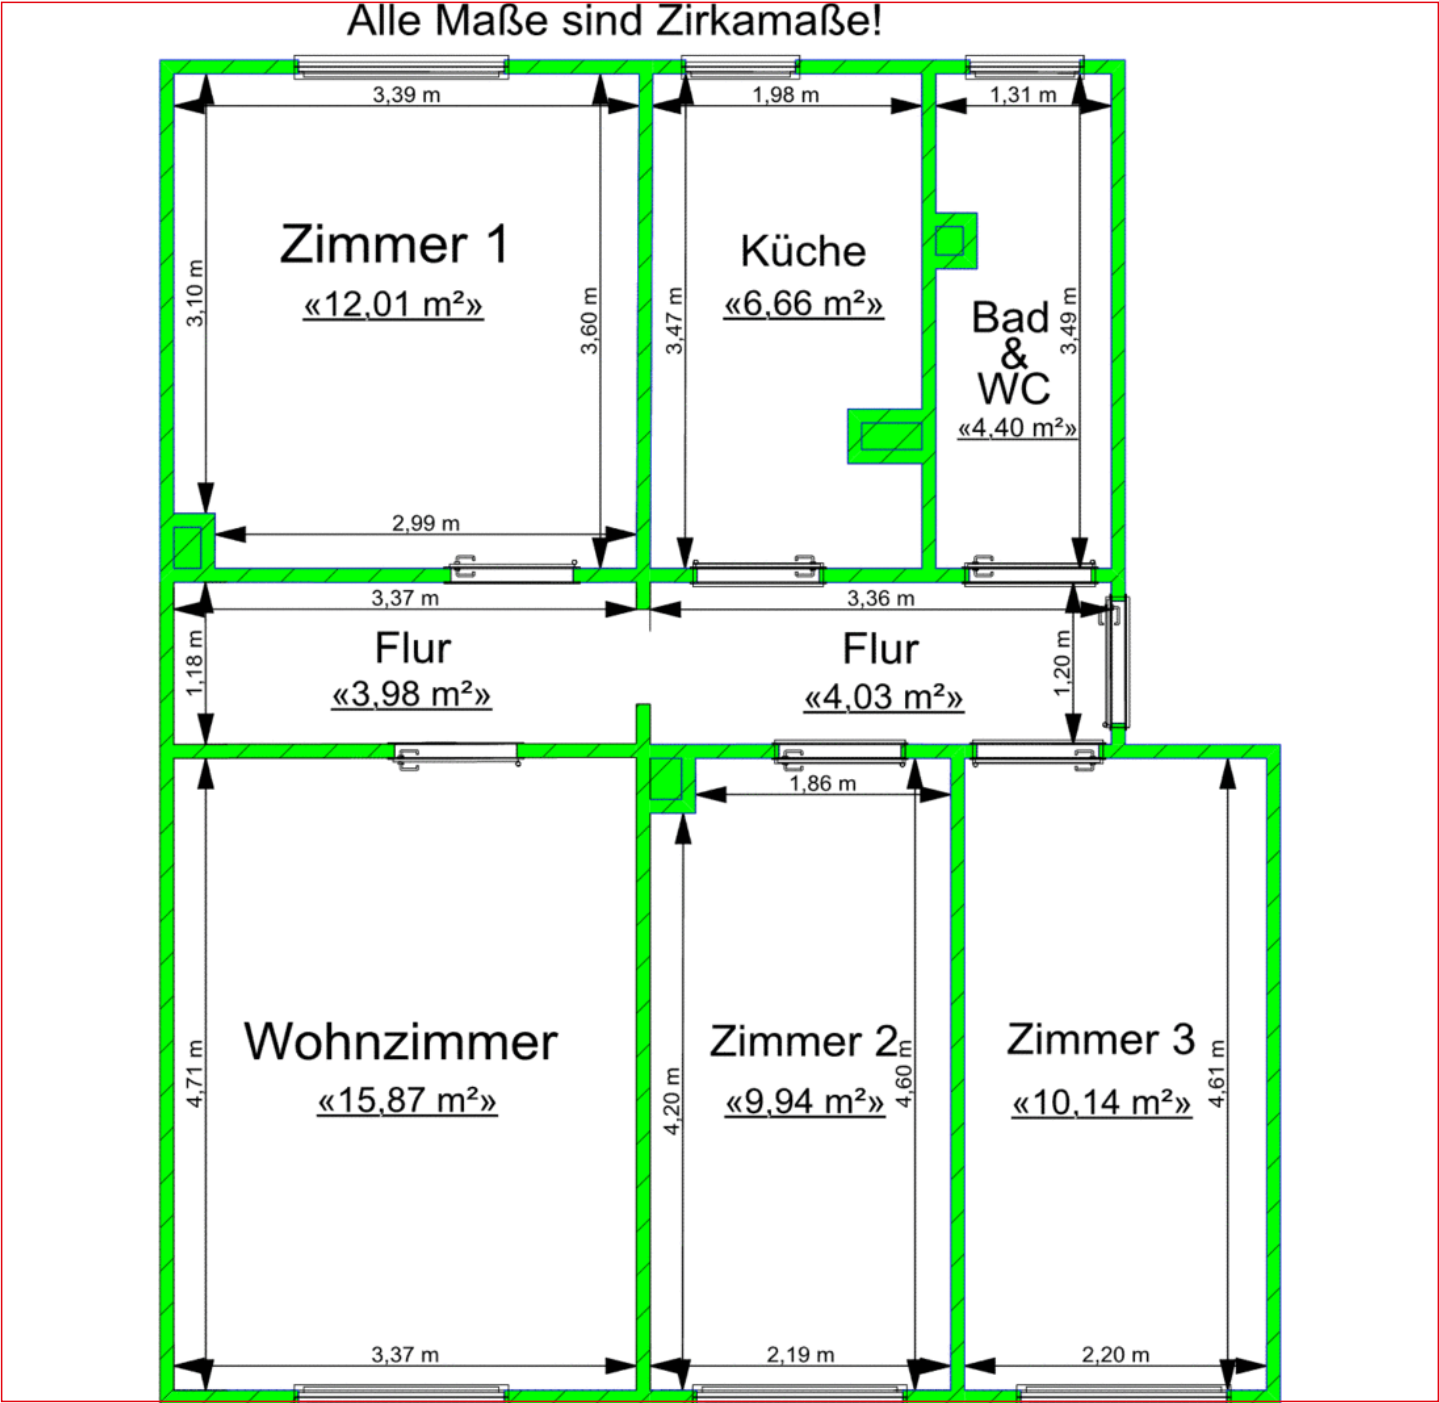 Alle Maße sind Zirkamaße!
3,39 m
1,98 m
1,31 m
Zimmer 1
«12,01 m²»
3,10 m
3,60 m
Küche
«6,66 m²»
3,47 m
Bad
&
WC
«4,40 m²»
3,49 m
2,99 m
3,37 m
3,36 m
Flur
«3,98 m²»
1,18 m
Flur
«4,03 m²»
1,20 m
1,86 m
Wohnzimmer
«15,87 m²»
4,71 m
Zimmer 2
«9,94 m²»
4,20 m
4,60 m
Zimmer 3
«10,14 m²»
4,61 m
3,37 m
2,19 m
2,20 m